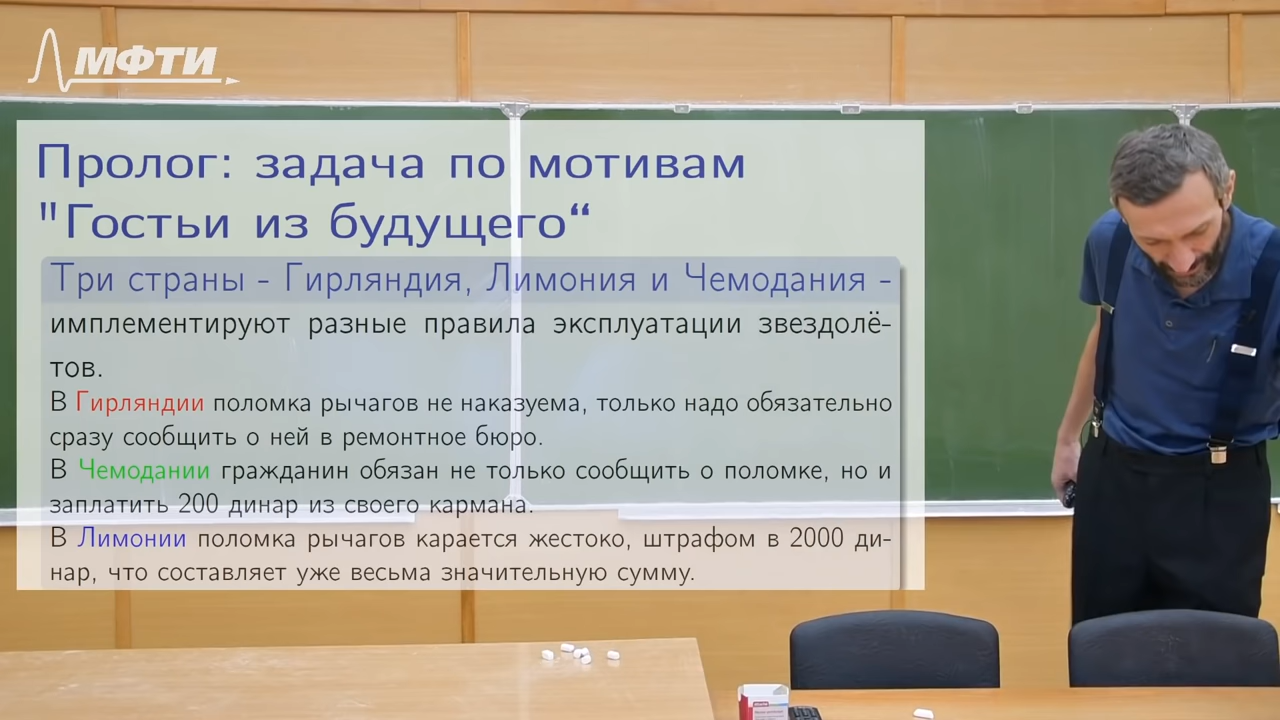 МФТИ
Пролог: задача по мотивам
"Гостьи из будущего“
Три страны - Гирляндия, Лимония и Чемодания -
имплементируют разные правила эксплуатации звездолё-
тов.
В Гирляндии поломка рычагов не наказуема, только надо обязательно
сразу сообщить о ней в ремонтное бюро.
В Чемодании гражданин обязан не только сообщить о поломке, но и
заплатить 200 динар из своего кармана.
В Лимонии поломка рычагов карается жестоко, штрафом в 2000 ди-
нар, что составляет уже весьма значительную сумму.